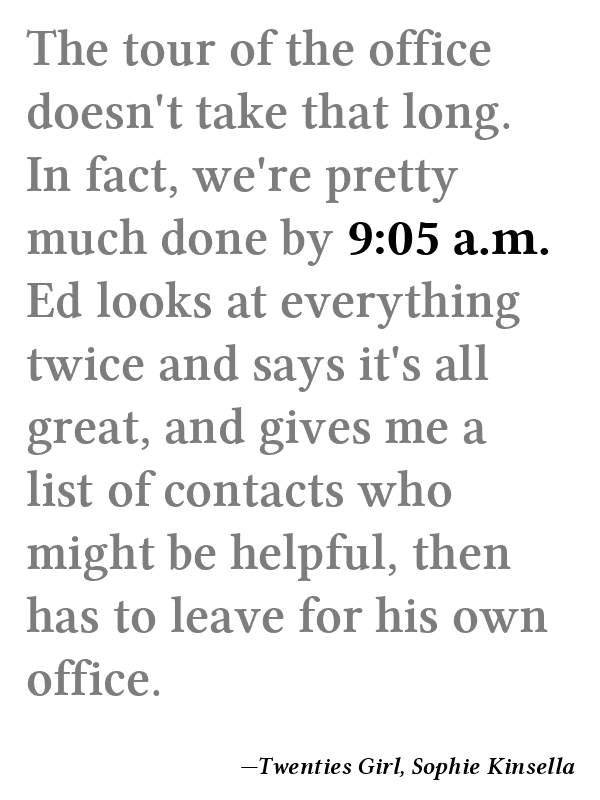 The tour of the office
doesn't take that long.
In fact, we're pretty
much done by 9:05 a.m.
Ed looks at everything
twice and says it's all
great, and gives me a
list of contacts who
might be helpful, then
has to leave for his own
office.
—Twenties Girl, Sophie Kinsella